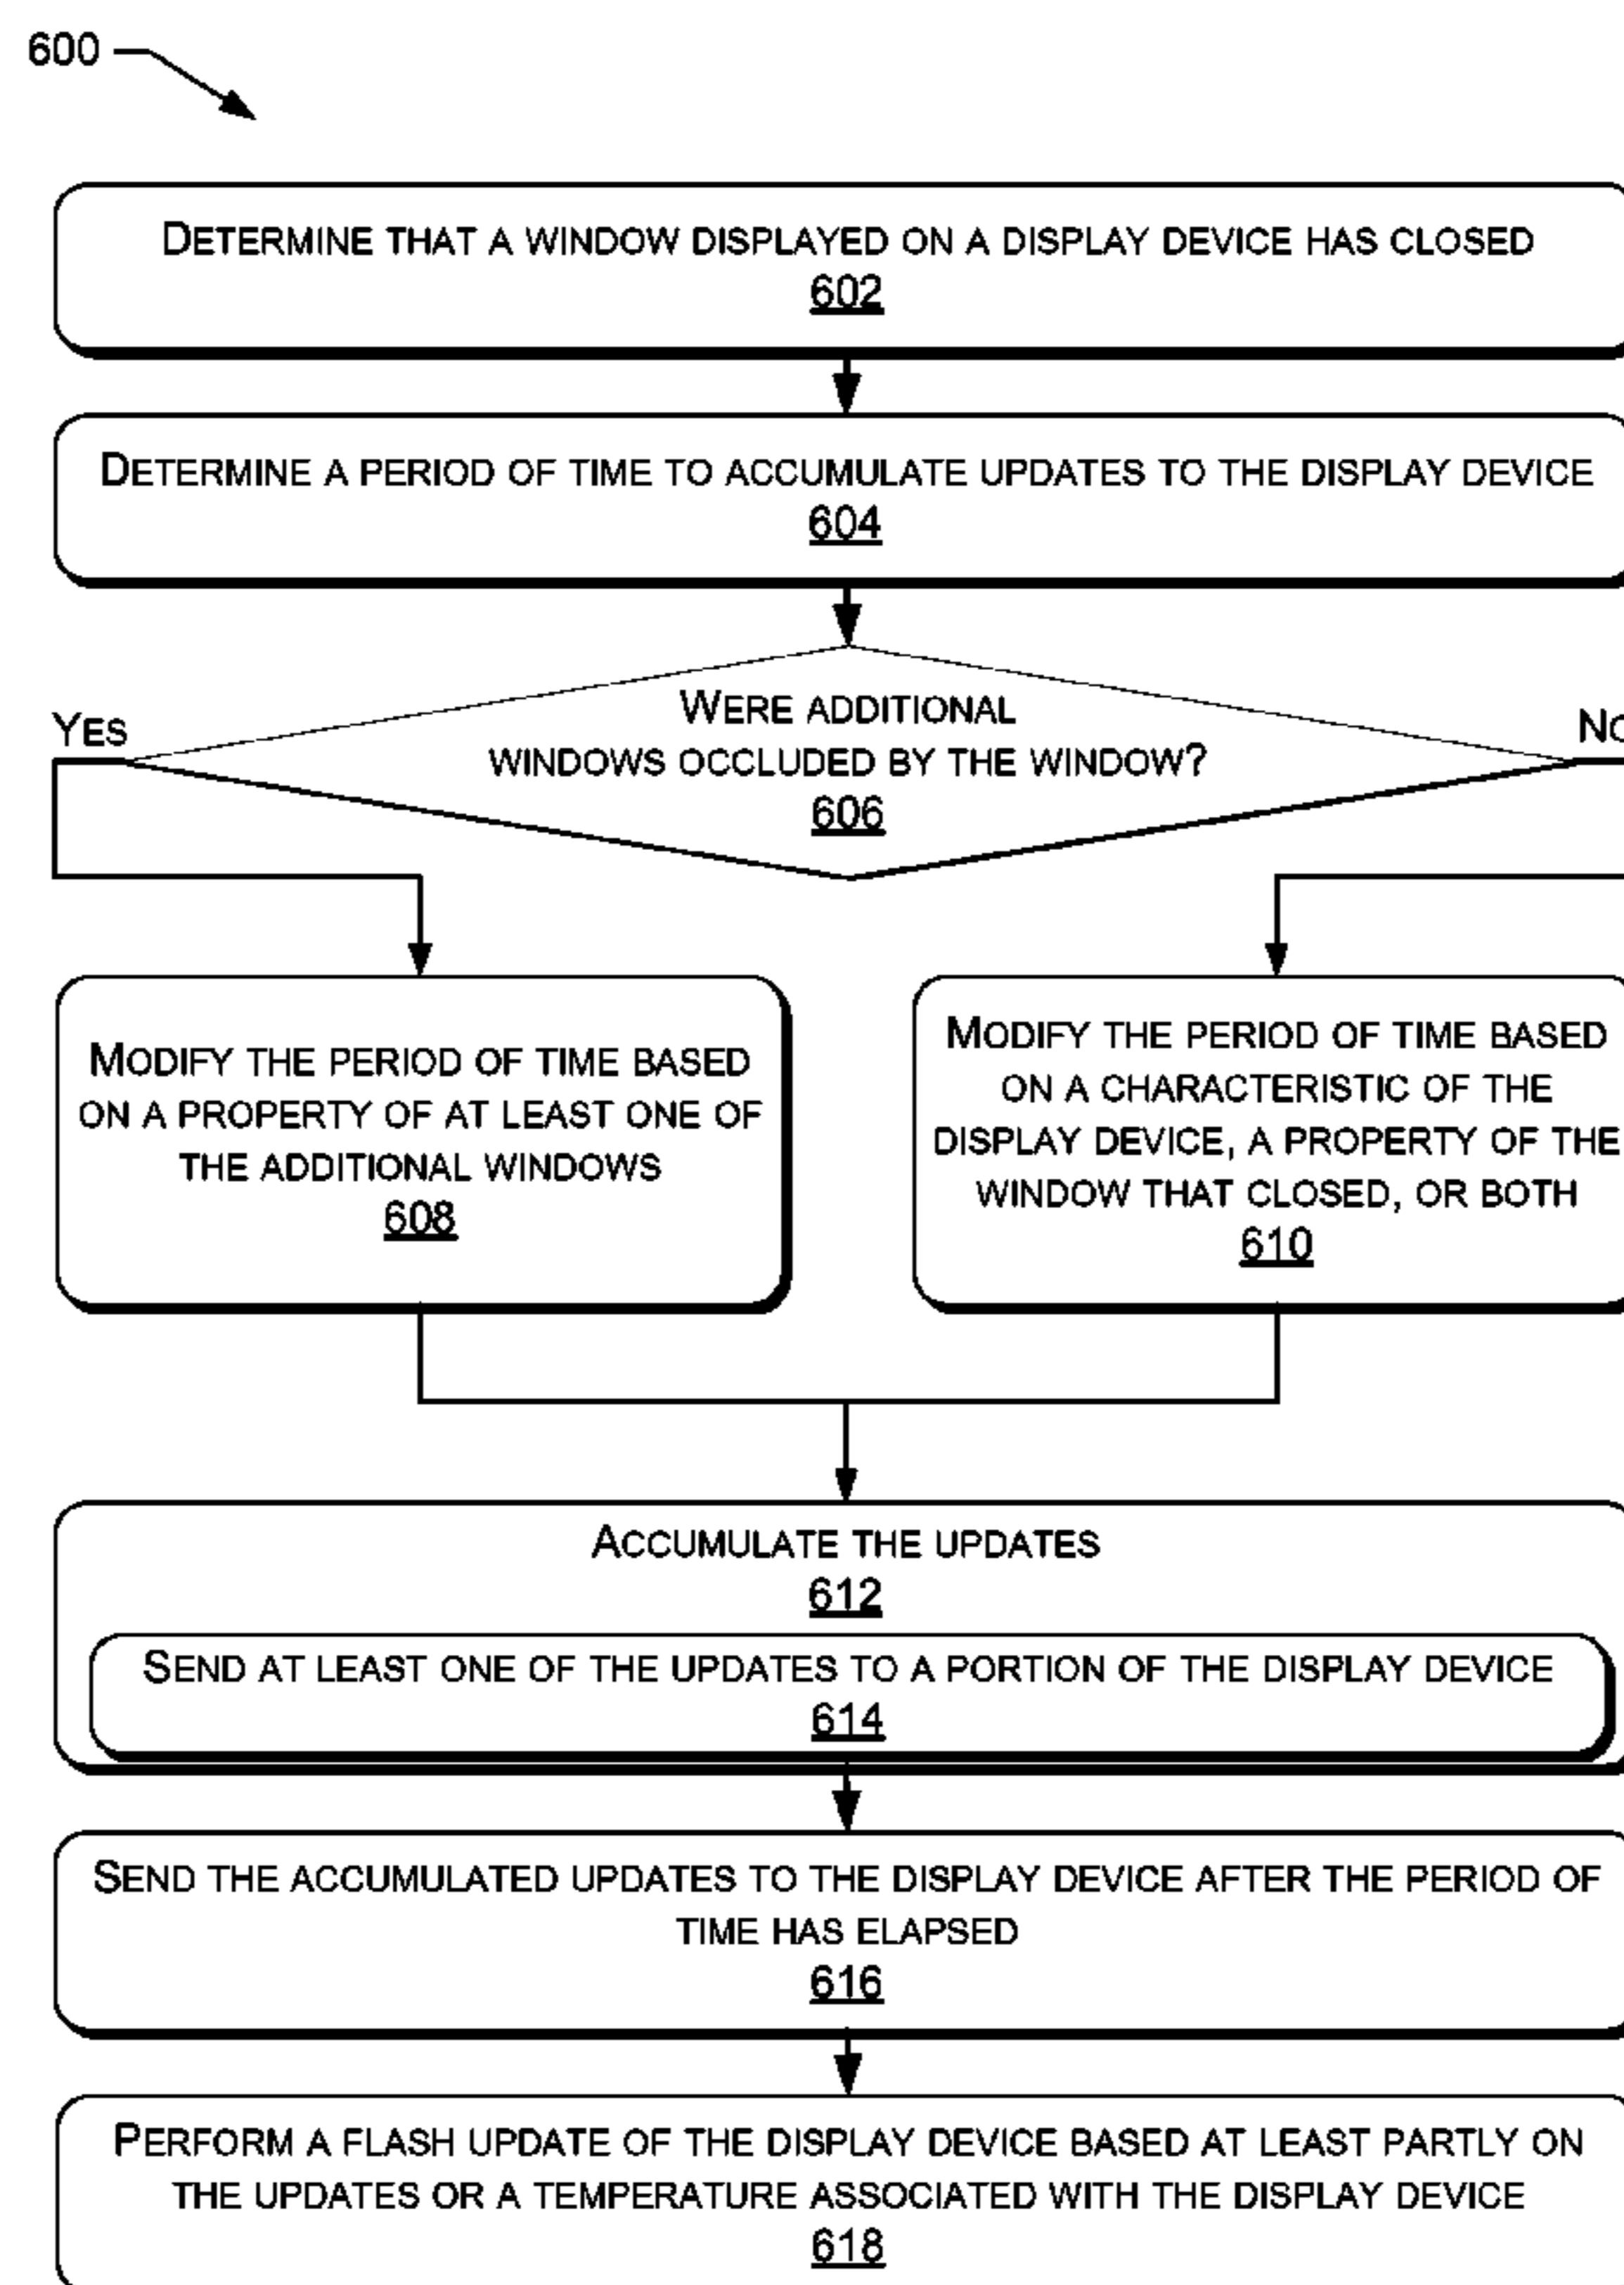 600
DETERMINE THAT A WINDOW DISPLAYED ON A DISPLAY DEVICE HAS CLOSED
602
DETERMINE A PERIOD OF TIME TO ACCUMULATE UPDATES TO THE DISPLAY DEVICE
604
WERE ADDITIONAL
WINDOWS OCCLUDED BY THE WINDOW?
606
YES
NO
MODIFY THE PERIOD OF TIME BASED
ON A PROPERTY OF AT LEAST ONE OF
THE ADDITIONAL WINDOWS
608
MODIFY THE PERIOD OF TIME BASED
ON A CHARACTERISTIC OF THE
DISPLAY DEVICE, A PROPERTY OF THE
WINDOW THAT CLOSED, OR BOTH
610
ACCUMULATE THE UPDATES
612
SEND AT LEAST ONE OF THE UPDATES TO A PORTION OF THE DISPLAY DEVICE
614
SEND THE ACCUMULATED UPDATES TO THE DISPLAY DEVICE AFTER THE PERIOD OF
TIME HAS ELAPSED
616
PERFORM A FLASH UPDATE OF THE DISPLAY DEVICE BASED AT LEAST PARTLY ON
THE UPDATES OR A TEMPERATURE ASSOCIATED WITH THE DISPLAY DEVICE
618